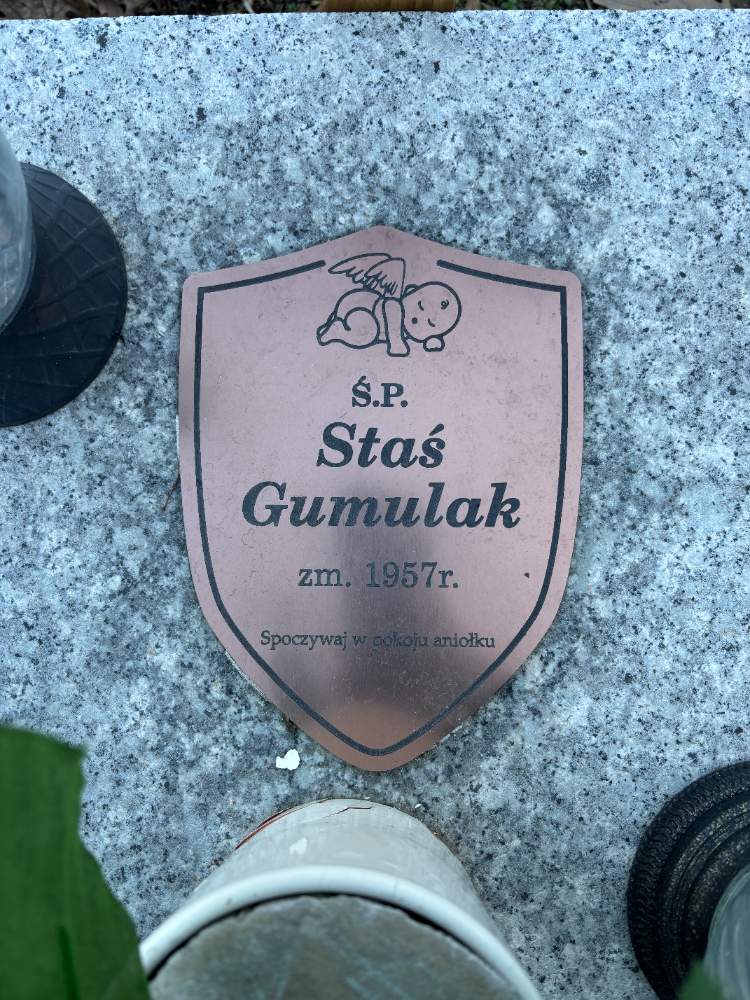 Ś.P.
Staś
Gumulak
zm. 1957r.
Spoczywaj w pokoju aniołku